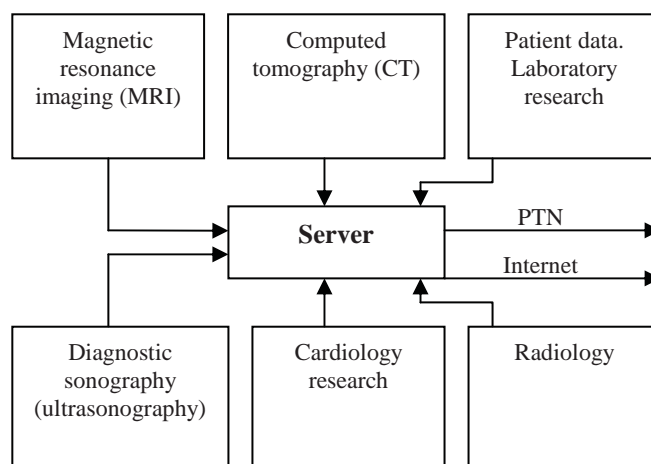 Magnetic
resonance
imaging (MRI)
Computed
tomography (CT)
Patient data.
Laboratory
research
Server
PTN
Internet
Diagnostic
sonography
(ultrasonography)
Cardiology
research
Radiology